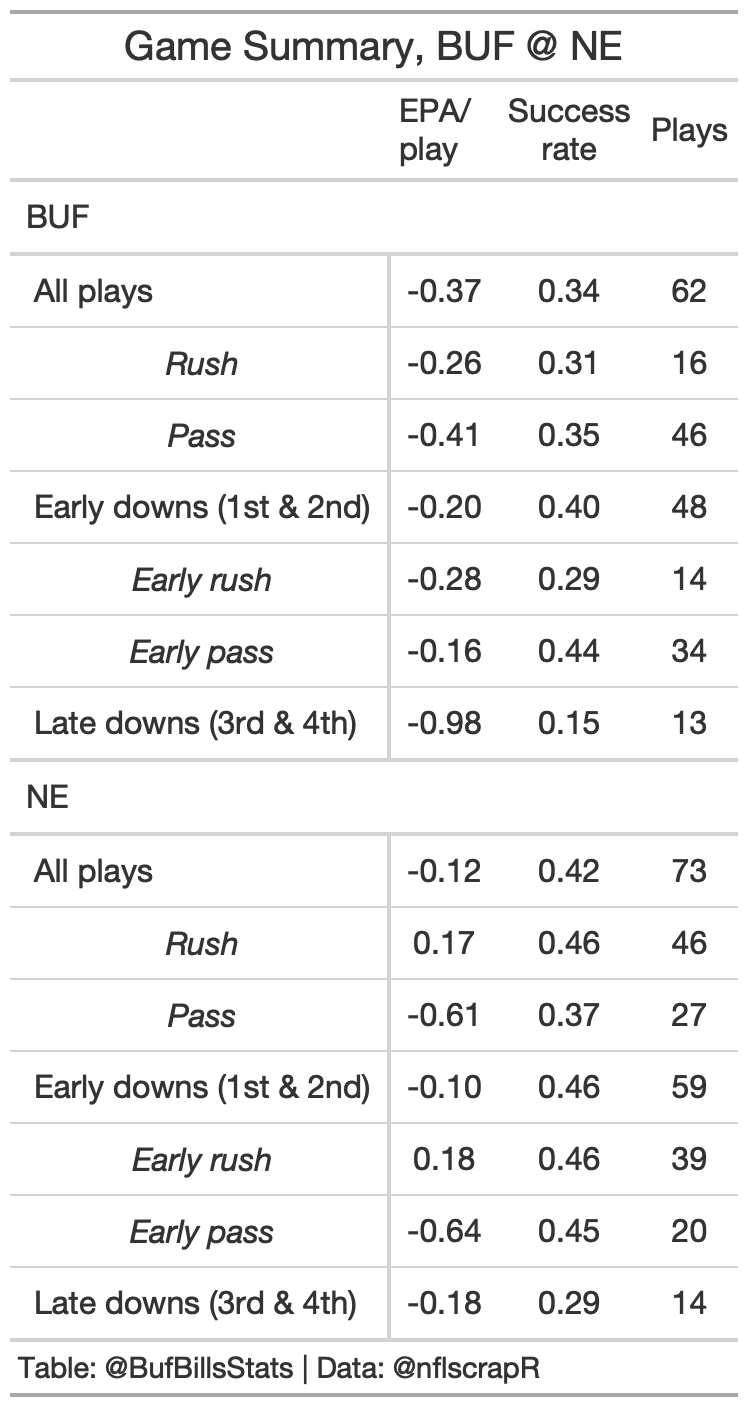 Game Summary, BUF @ NE
EPA/ Success Plays
play rate
BUF
All plays -0.37 0.34 62
Rush -0.26 0.31 16
Pass -0.41 0.35 46
Early downs (1st & 2nd) -0.20 0.40 48
Early rush -0.28 0.29 14
Early pass -0.16 0.44 34
Late downs (3rd & 4th) -0.98 0.15 13
NE
All plays -0.12 0.42 73
Rush 0.17 0.46 46
Pass -0.61 0.37 27
Early downs (1st & 2nd) -0.10 0.46 59
Early rush 0.18 0.46 39
Early pass -0.64 0.45 20
Late downs (3rd & 4th) -0.18 0.29 14
Table: @BufBillsStats | Data: @nflscrapR